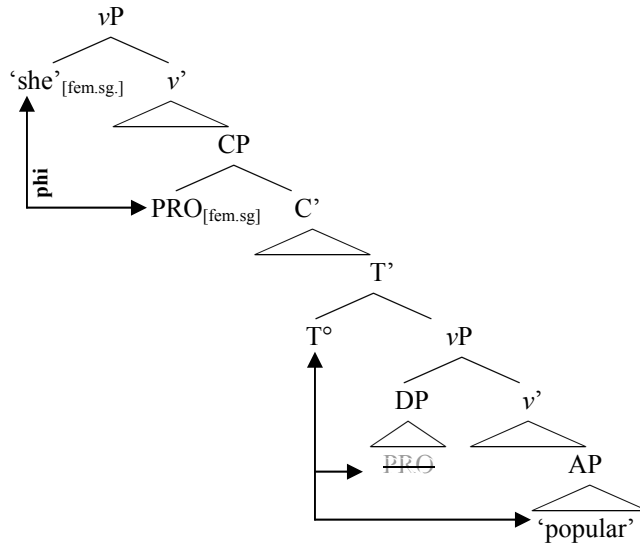 vP
‘she’[fem.sg.] v’
CP
phi
PRO[fem.sg] C’
T’
T° vP
DP v’
PRO AP
‘popular’